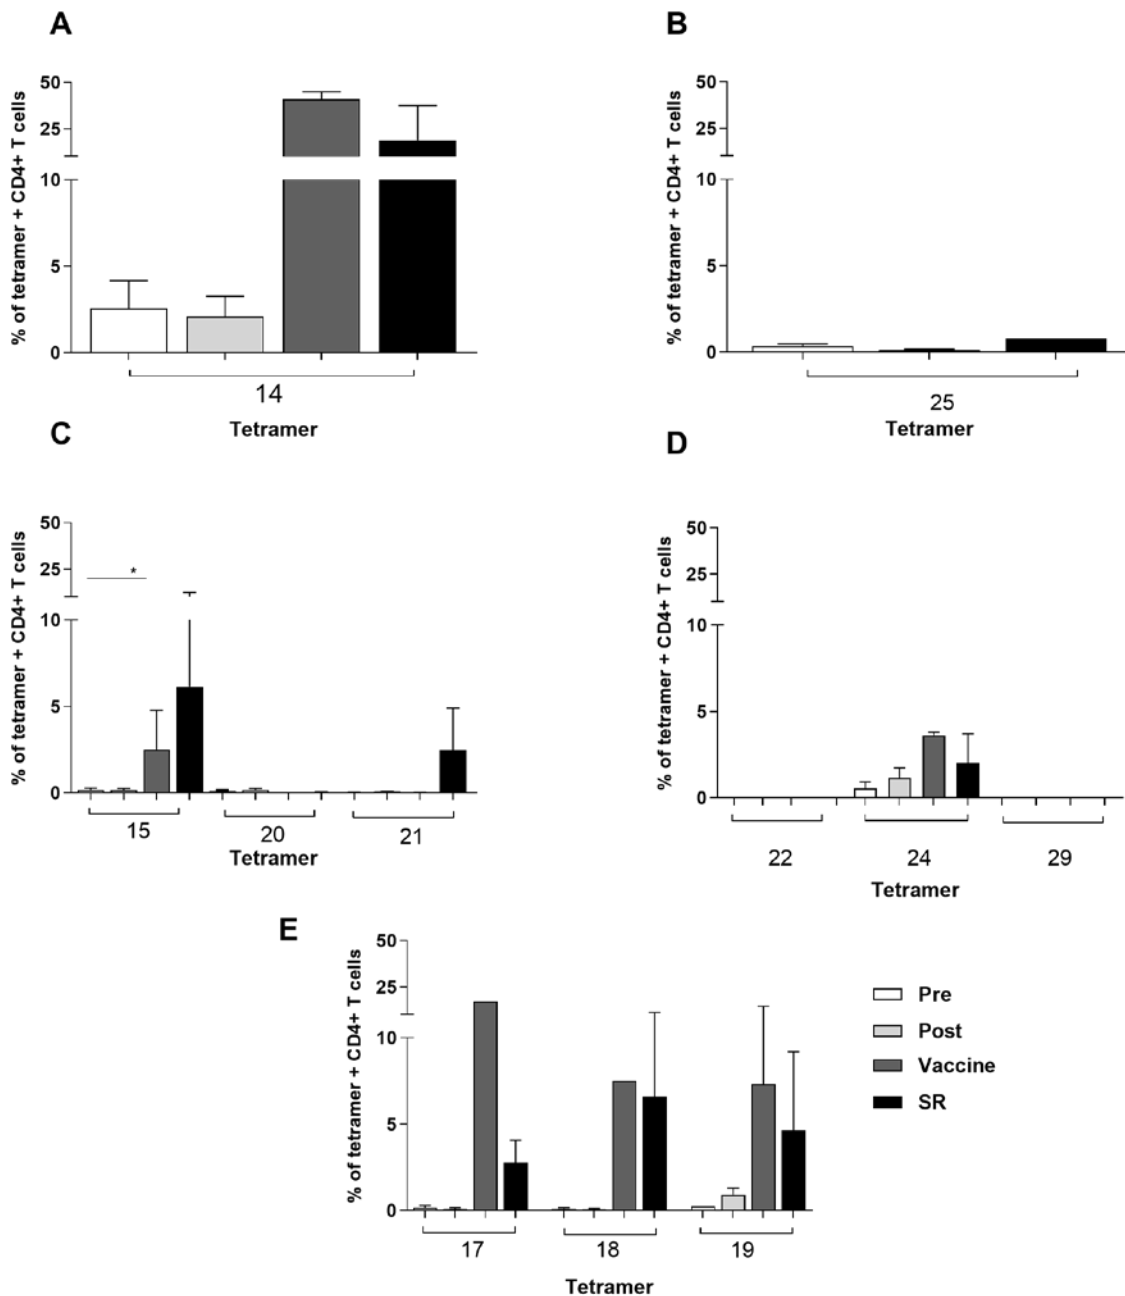 A
% of tetramer + CD4+ T cells
50
25
10
5
0
14
Tetramer
B
% of tetramer + CD4+ T cells
50
25
10
5
0
25
Tetramer
C
% of tetramer + CD4+ T cells
50
25
10
5
0
*
15
20
21
Tetramer
D
% of tetramer + CD4+ T cells
50
25
10
5
0
22
24
29
Tetramer
E
% of tetramer + CD4+ T cells
50
25
10
5
0
17
18
19
Tetramer
Pre
Post
Vaccine
SR